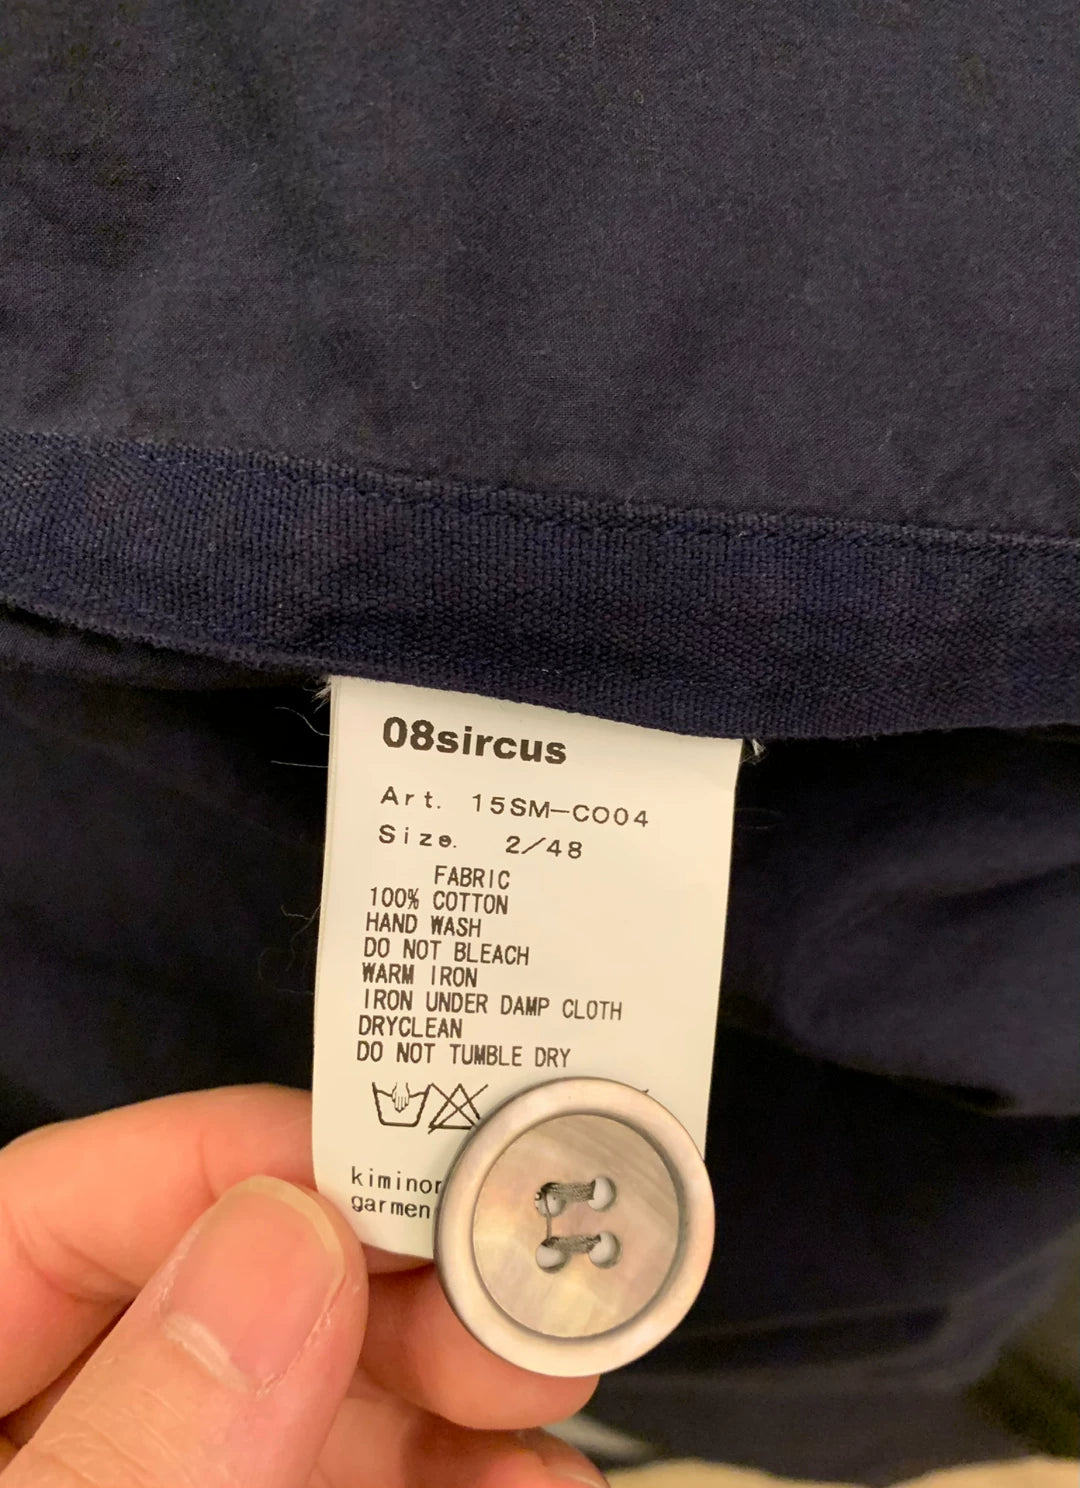 08sircus
Art. 15SM-CO04
Size. 2/48
FABRIC
100% COTTON
HAND WASH
DO NOT BLEACH
WARM IRON
IRON UNDER DAMP CLOTH
DRYCLEAN
DO NOT TUMBLE DRY